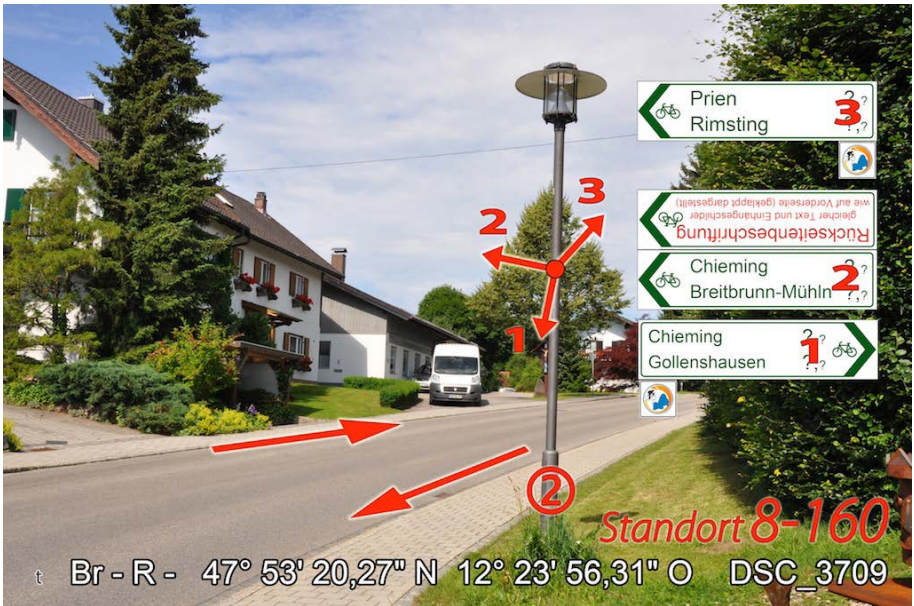 Prien ?,?
Rimsting ?,?
3
Rückseitenbeschriftung
gleicher Text und Einhängeschilder
wie auf Vorderseite (geklappt dargestellt)
3
2
Chieming ?,?
Breitbrunn-Mühln ?,?
2
1
Chieming ?,?
Gollenshausen ?,?
1
2
Standort 8-160
t Br - R - 47° 53' 20,27" N 12° 23' 56,31" O DSC_3709